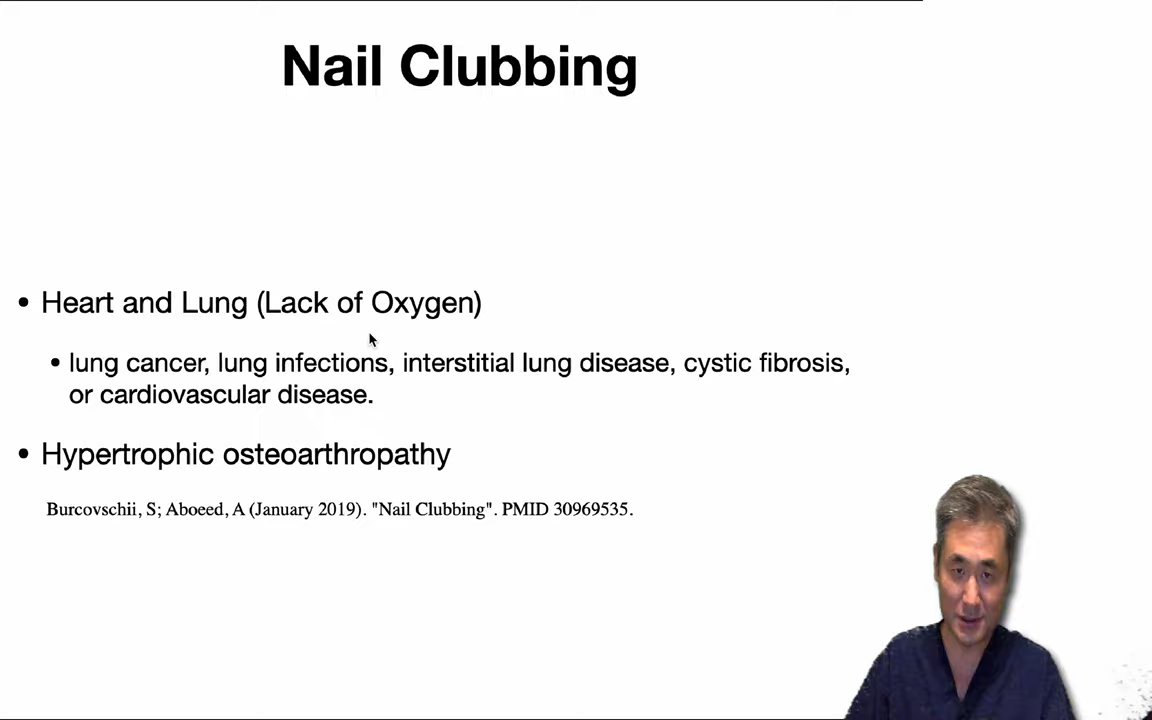 Nail Clubbing
• Heart and Lung (Lack of Oxygen)
• lung cancer, lung infections, interstitial lung disease, cystic fibrosis,
or cardiovascular disease.
• Hypertrophic osteoarthropathy
Burcovschii, S; Aboeed, A (January 2019). "Nail Clubbing". PMID 30969535.